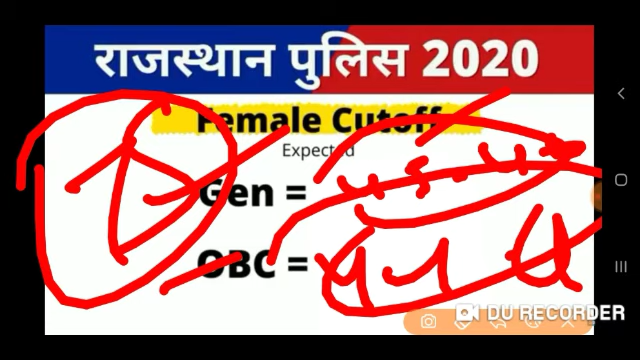 राजस्थान पुलिस 2020
Female Cutoff
Expected
Gen =
OBC =
DU RECORDER